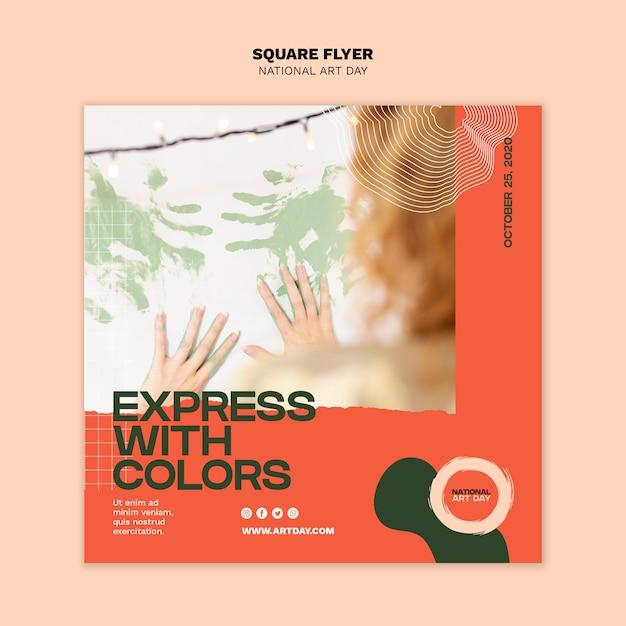 SQUARE FLYER
NATIONAL ART DAY
OCTOBER 25, 2020
EXPRESS
WITH
COLORS
Ut enim ad
minim veniam,
quis nostrud
exercitation.
WWW.ARTDAY.COM
NATIONAL
ART DAY